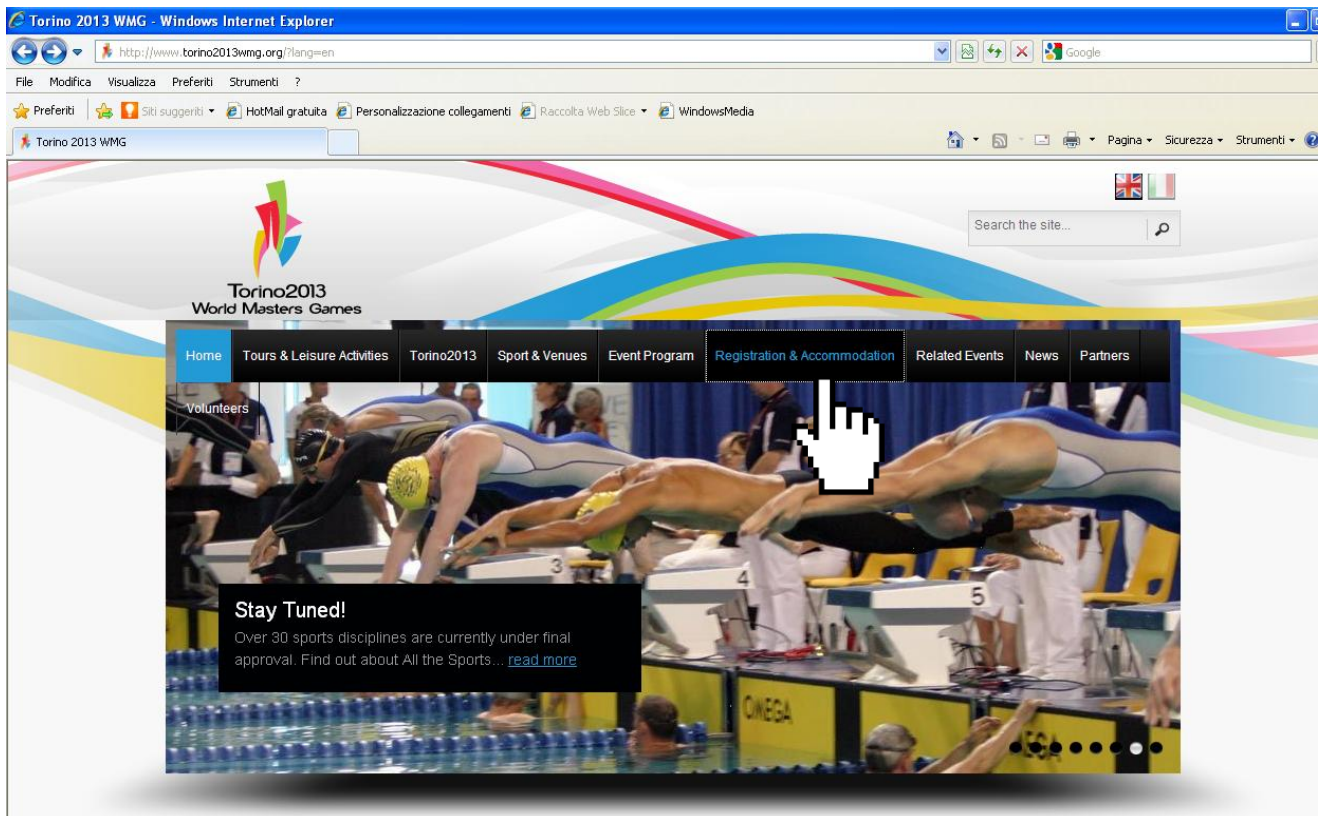 Torino 2013 WMG - Windows Internet Explorer
http://www.torino2013wmg.org/?lang=en
Google
File Modifica Visualizza Preferiti Strumenti ?
Preferiti Siti suggeriti HotMail gratuita Personalizzazione collegamenti Raccolta Web Slice WindowsMedia
Torino 2013 WMG
Pagina Sicurezza Strumenti
Search the site...
Torino2013
World Masters Games
Home Tours & Leisure Activities Torino2013 Sport & Venues Event Program Registration & Accommodation Related Events News Partners
Volunteers
3
4
5
Stay Tuned!
Over 30 sports disciplines are currently under final
approval. Find out about All the Sports... read more
OMEGA